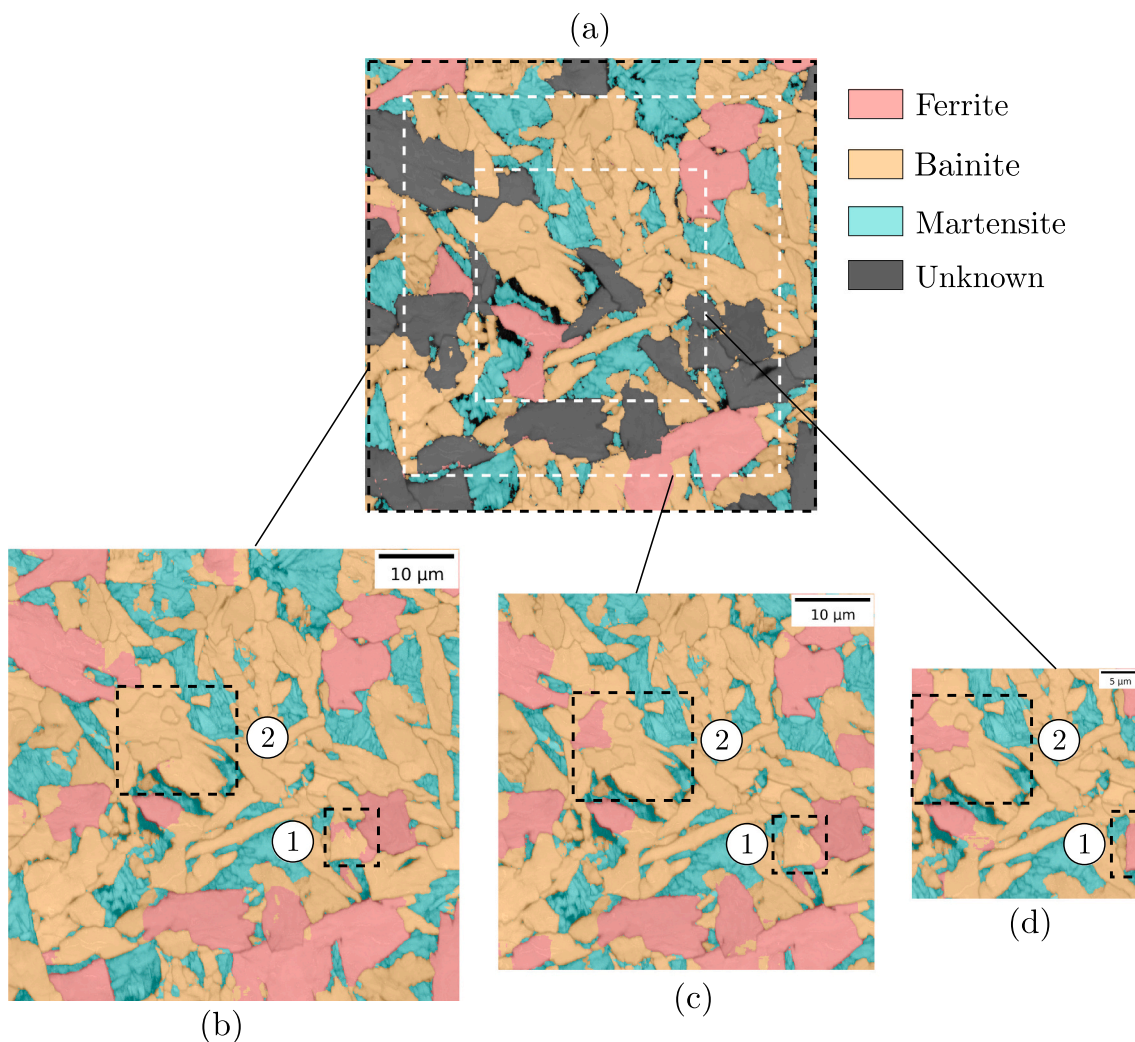 (a)
Ferrite
Bainite
Martensite
Unknown
10 μm
10 μm
5 μm
2
2
2
1
1
1
(d)
(c)
(b)